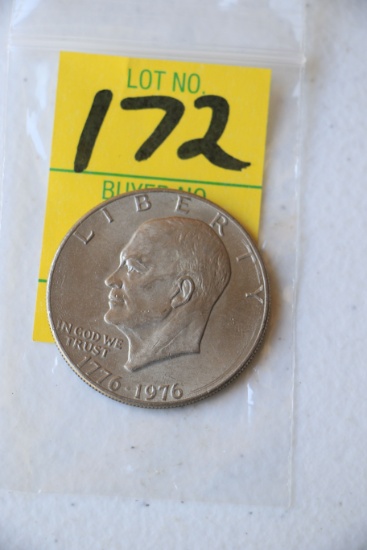 LOT NO.
172
BUYER NO.
LIBERTY
IN GOD WE
TRUST
1776-1976